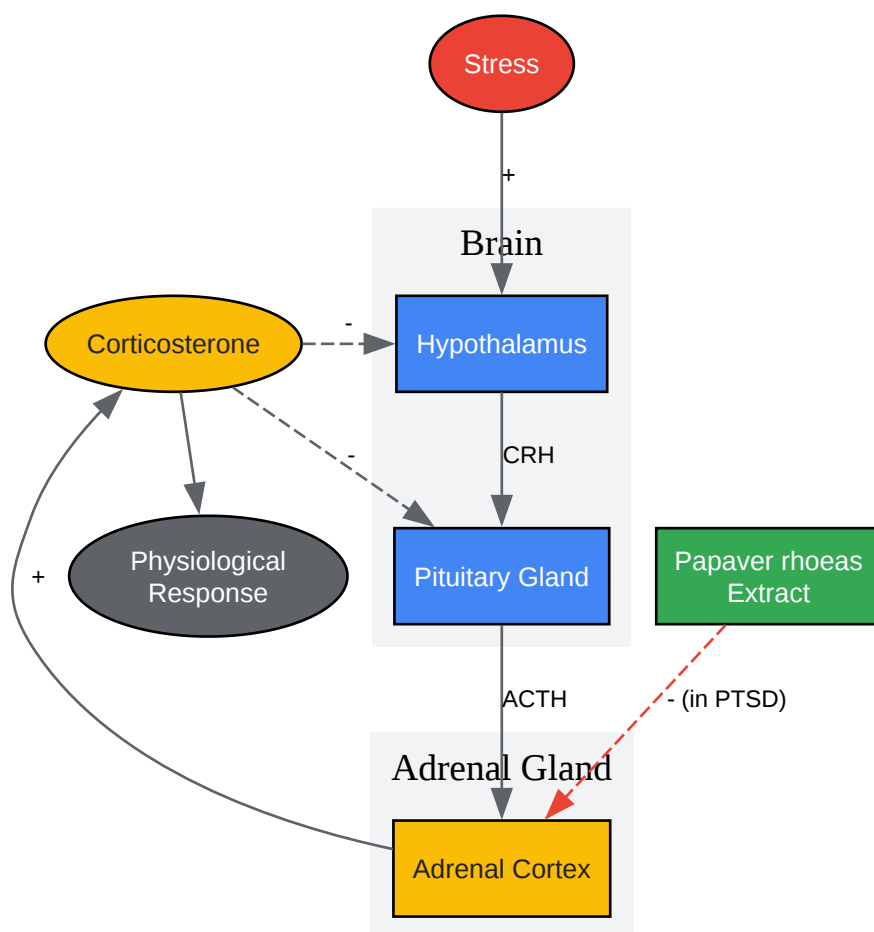 Stress
+
Brain
Corticosterone
-
Hypothalamus
-
CRH
Physiological
Response
Pituitary Gland
Papaver rhoeas
Extract
+
ACTH
- (in PTSD)
Adrenal Gland
Adrenal Cortex